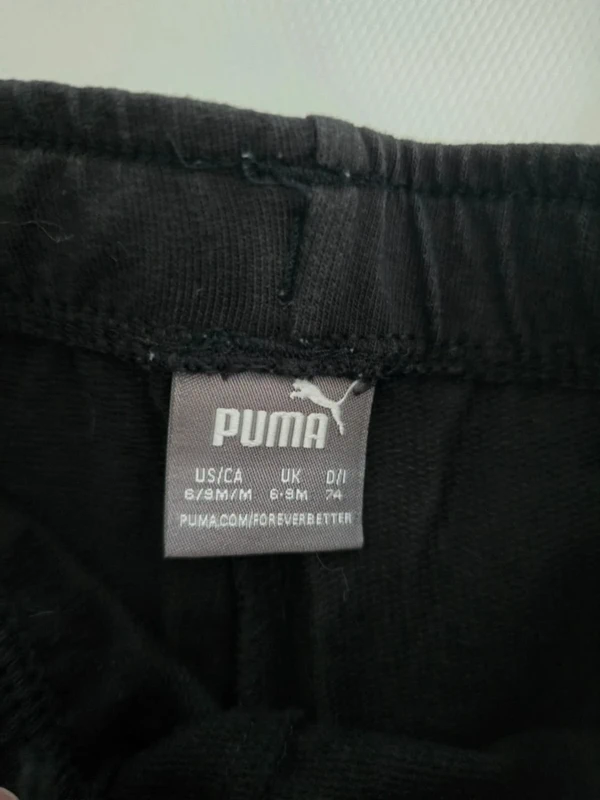 PUMA
US/CA UK D/I
6/9M/M 6-9M 74
PUMA.COM/FOREVERBETTER